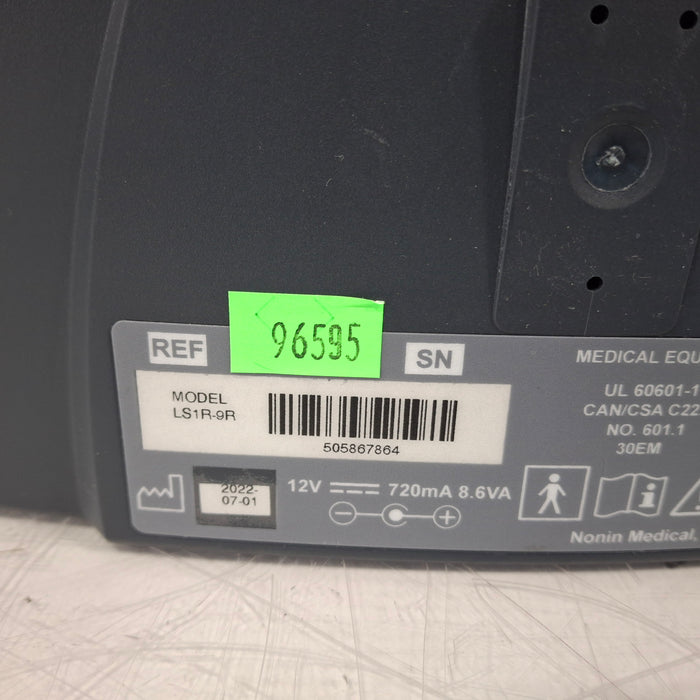 96595
REF
SN
MODEL
LS1R-9R
505867864
2022-
07-01
12V 720mA 8.6VA
MEDICAL EQU
UL 60601-1
CAN/CSA C22
NO. 601.1
30EM
Nonin Medical,